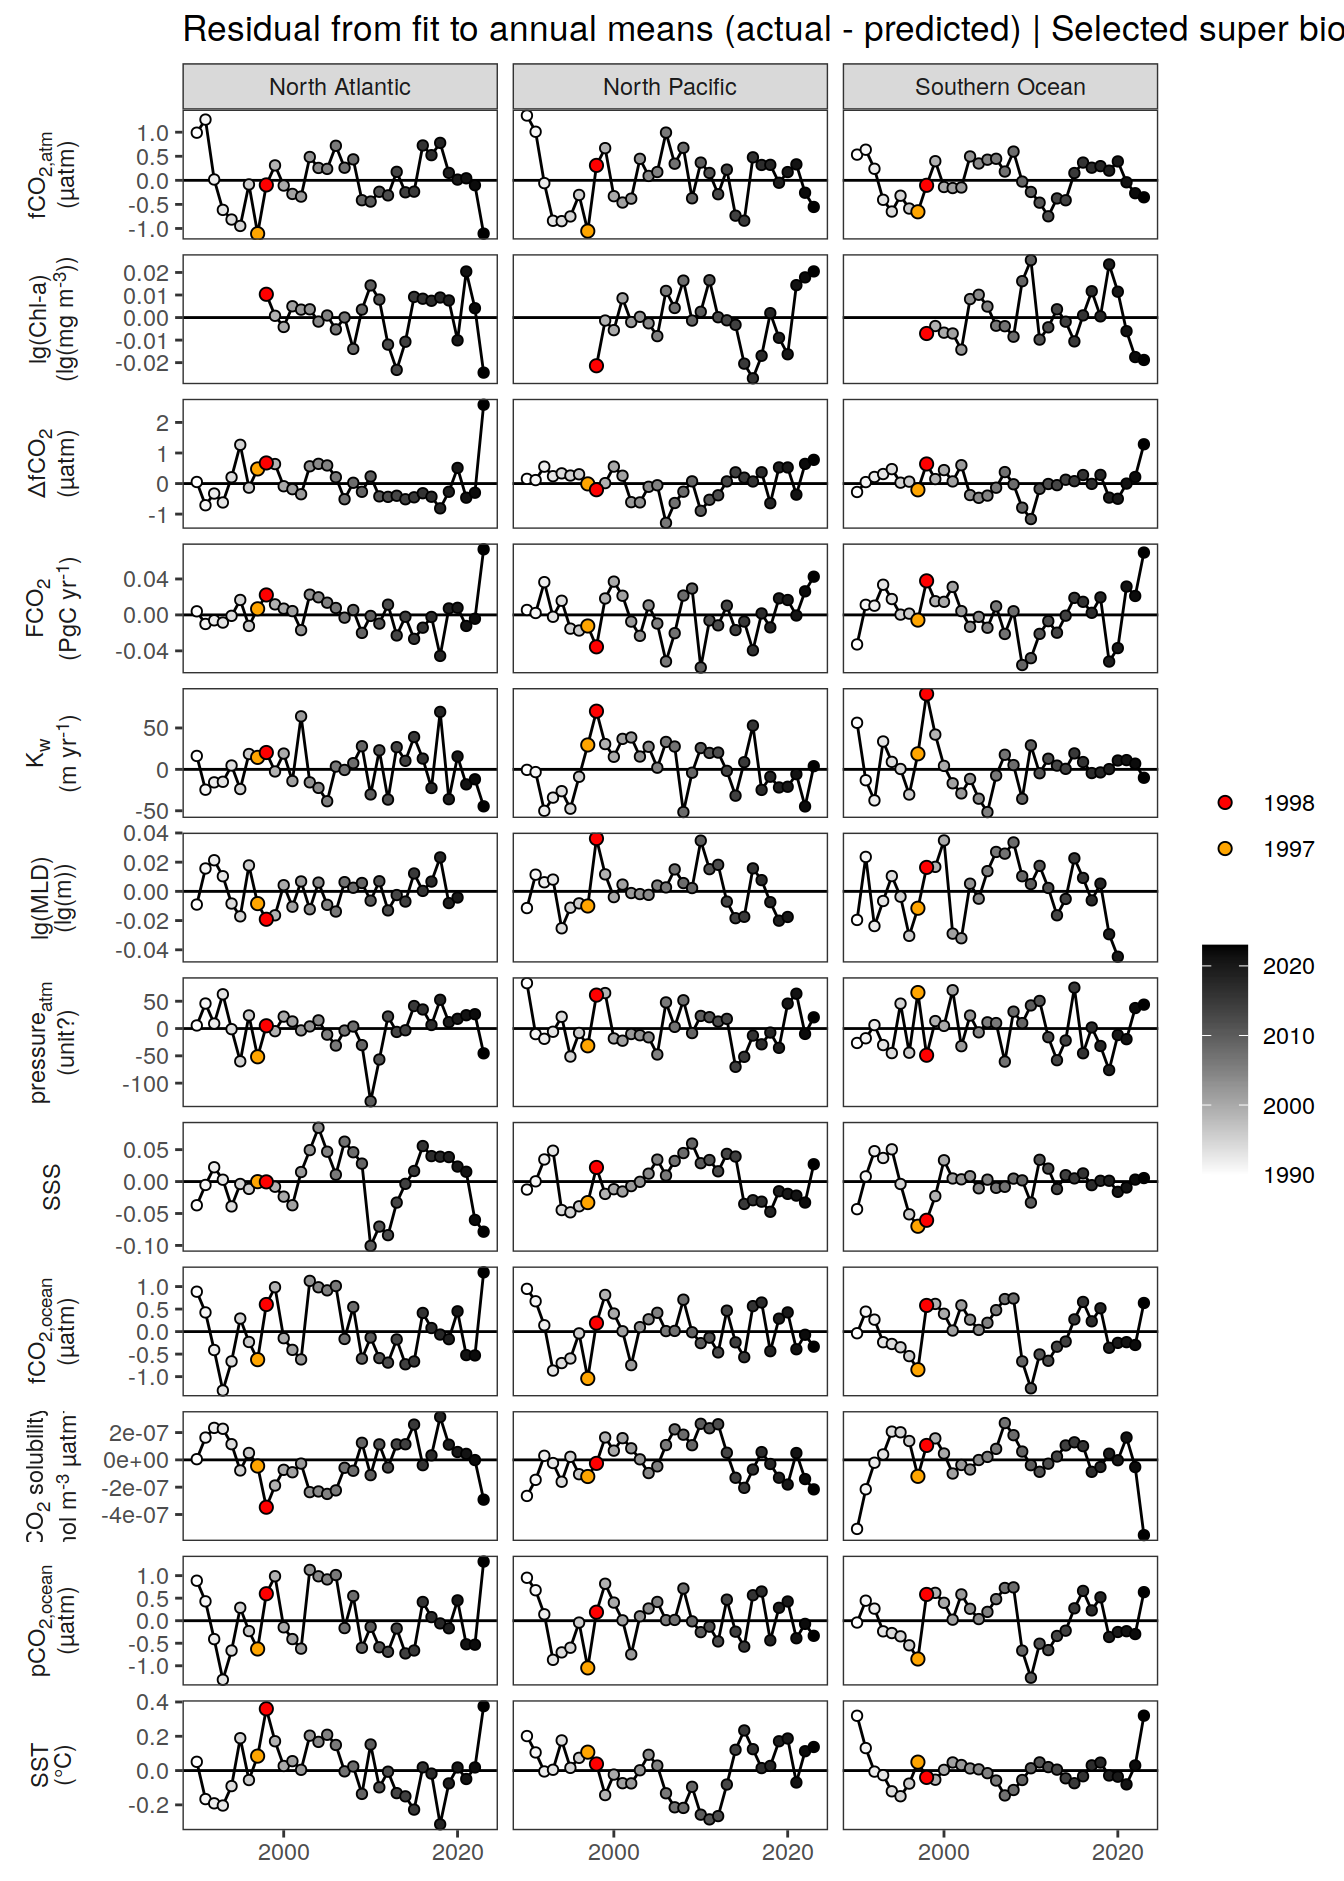 Residual from fit to annual means (actual - predicted) | Selected super bio
North Atlantic
North Pacific
Southern Ocean
fCO2,atm
(µatm)
1.0
0.5
0.0
-0.5
-1.0
lg(Chl-a)
(lg(mg m-3))
0.02
0.01
0.00
-0.01
-0.02
ΔfCO2
(µatm)
2
1
0
-1
FCO2
(PgC yr-1)
0.04
0.00
-0.04
Kw
(m yr-1)
50
0
-50
lg(MLD)
(lg(m))
0.04
0.02
0.00
-0.02
-0.04
pressureatm
(unit?)
50
0
-50
-100
SSS
0.05
0.00
-0.05
-0.10
fCO2,ocean
(µatm)
1.0
0.5
0.0
-0.5
-1.0
CO2 solubility
nol m-3 µatm-
2e-07
0e+00
-2e-07
-4e-07
pCO2,ocean
(µatm)
1.0
0.5
0.0
-0.5
-1.0
SST
(°C)
0.4
0.2
0.0
-0.2
2000
2020
2000
2020
2000
2020
1998
1997
2020
2010
2000
1990